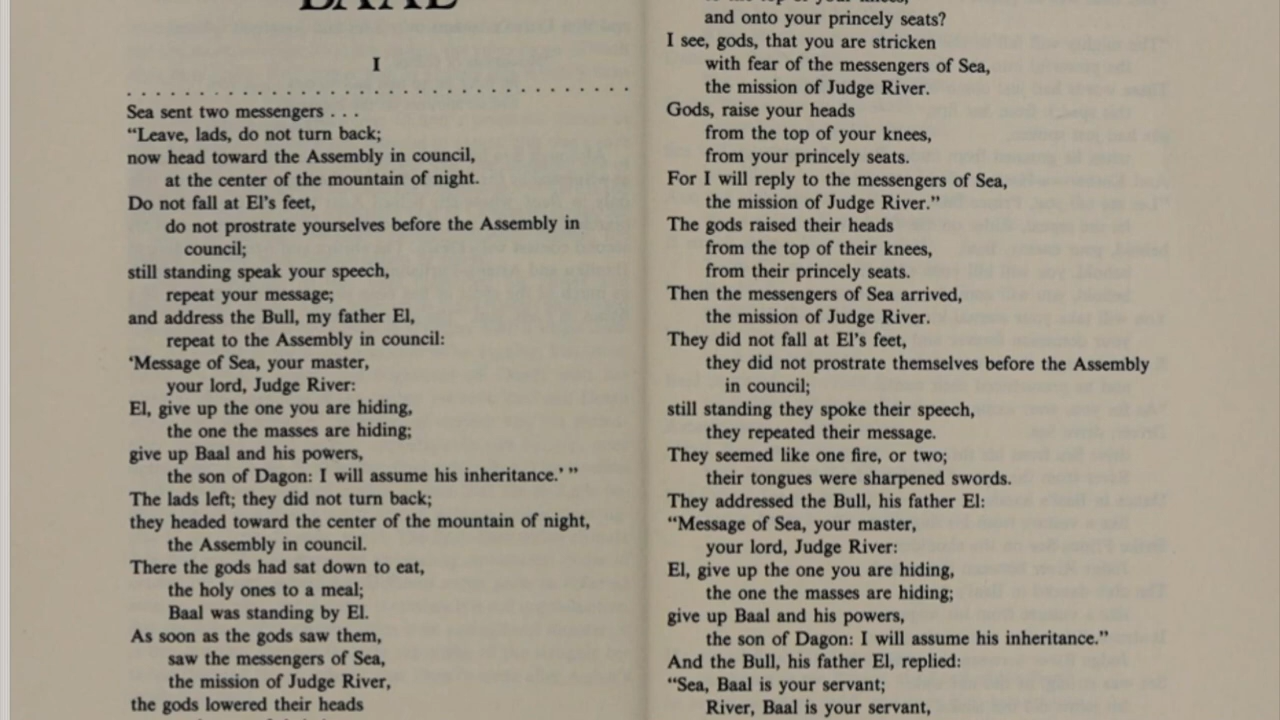 BAAL
I
. . . . . . . . . . . . . . . . . . . . . . . . . . . . . . . . . . . . . . .
Sea sent two messengers . . .
“Leave, lads, do not turn back;
now head toward the Assembly in council,
at the center of the mountain of night.
Do not fall at El’s feet,
do not prostrate yourselves before the Assembly in
council;
still standing speak your speech,
repeat your message;
and address the Bull, my father El,
repeat to the Assembly in council:
‘Message of Sea, your master,
your lord, Judge River:
El, give up the one you are hiding,
the one the masses are hiding;
give up Baal and his powers,
the son of Dagon: I will assume his inheritance.’ ”
The lads left; they did not turn back;
they headed toward the center of the mountain of night,
the Assembly in council.
There the gods had sat down to eat,
the holy ones to a meal;
Baal was standing by El.
As soon as the gods saw them,
saw the messengers of Sea,
the mission of Judge River,
the gods lowered their heads
and onto your princely seats?
I see, gods, that you are stricken
with fear of the messengers of Sea,
the mission of Judge River.
Gods, raise your heads
from the top of your knees,
from your princely seats.
For I will reply to the messengers of Sea,
the mission of Judge River.”
The gods raised their heads
from the top of their knees,
from their princely seats.
Then the messengers of Sea arrived,
the mission of Judge River.
They did not fall at El’s feet,
they did not prostrate themselves before the Assembly
in council;
still standing they spoke their speech,
they repeated their message.
They seemed like one fire, or two;
their tongues were sharpened swords.
They addressed the Bull, his father El:
“Message of Sea, your master,
your lord, Judge River:
El, give up the one you are hiding,
the one the masses are hiding;
give up Baal and his powers,
the son of Dagon: I will assume his inheritance.”
And the Bull, his father El, replied:
“Sea, Baal is your servant;
River, Baal is your servant,